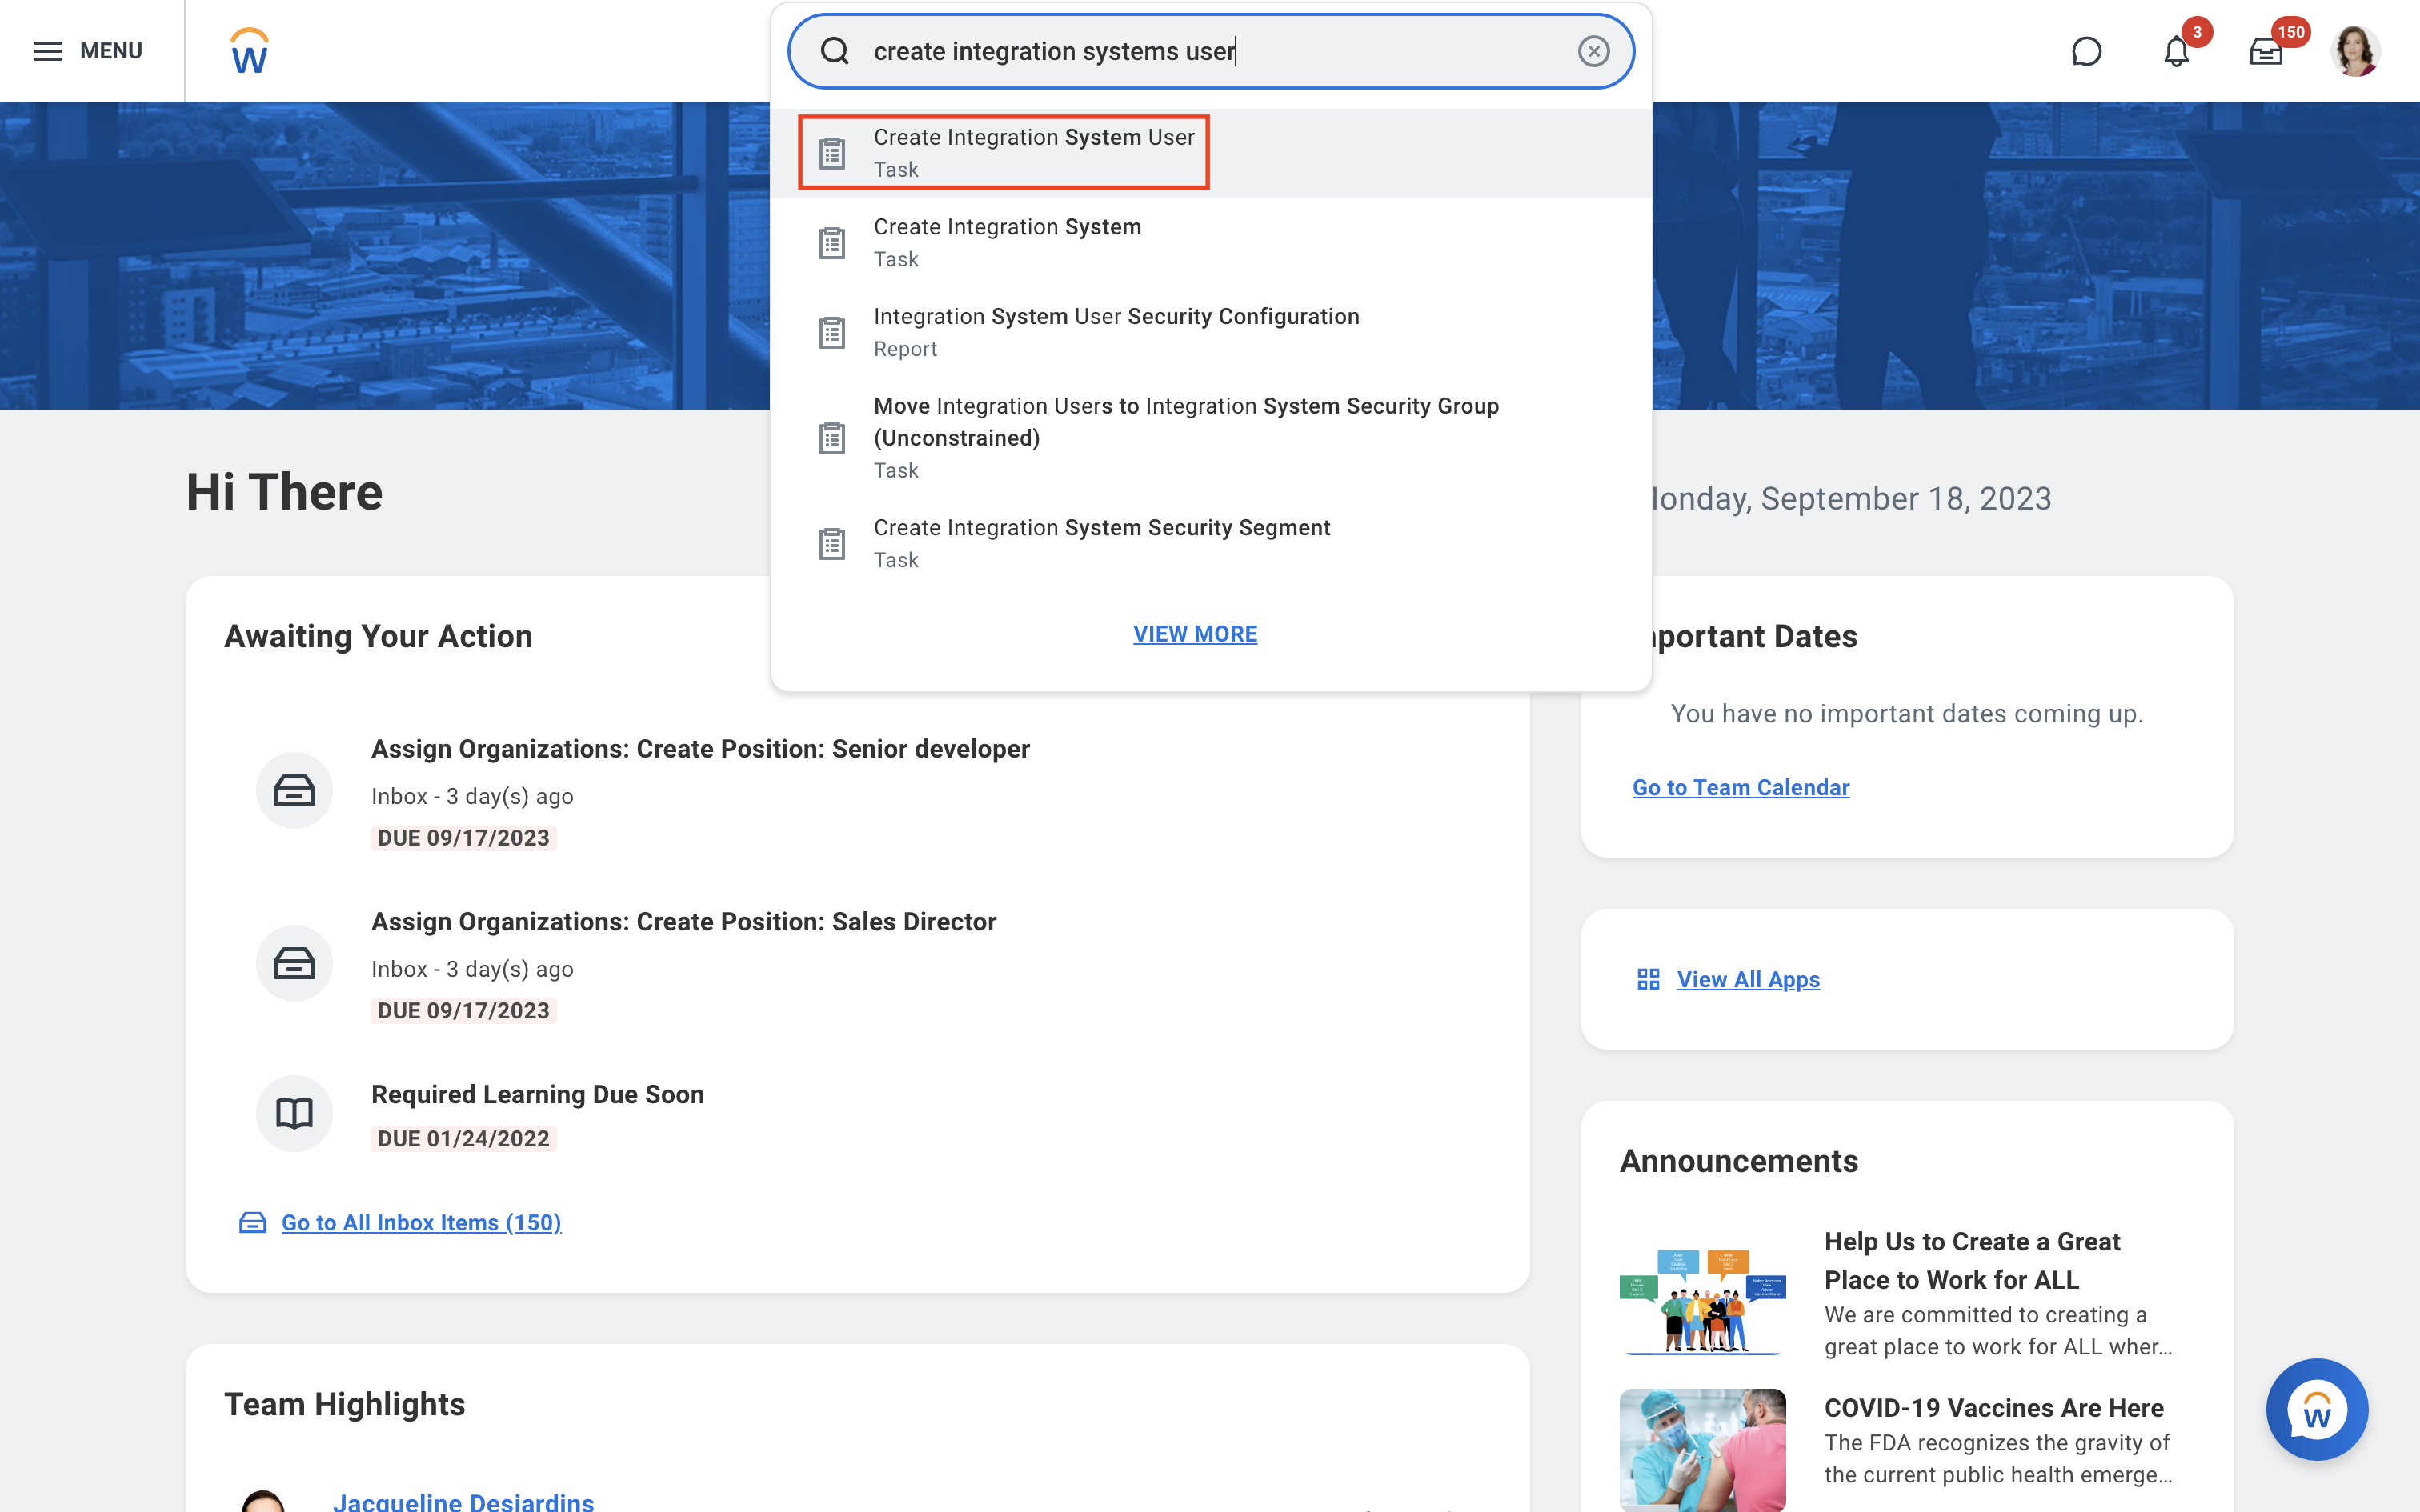 MENU
create integration systems user
3
150
Create Integration System User
Task
Create Integration System
Task
Integration System User Security Configuration
Report
Move Integration Users to Integration System Security Group
(Unconstrained)
Task
Create Integration System Security Segment
Task
VIEW MORE
Hi There
onday, September 18, 2023
Awaiting Your Action
Assign Organizations: Create Position: Senior developer
Inbox - 3 day(s) ago
DUE 09/17/2023
Assign Organizations: Create Position: Sales Director
Inbox - 3 day(s) ago
DUE 09/17/2023
Required Learning Due Soon
DUE 01/24/2022
Go to All Inbox Items (150)
Team Highlights
Jacqueline Desjardins
portant Dates
You have no important dates coming up.
Go to Team Calendar
View All Apps
Announcements
Help Us to Create a Great
Place to Work for ALL
We are committed to creating a
great place to work for ALL wher...
COVID-19 Vaccines Are Here
The FDA recognizes the gravity of
the current public health emerge...